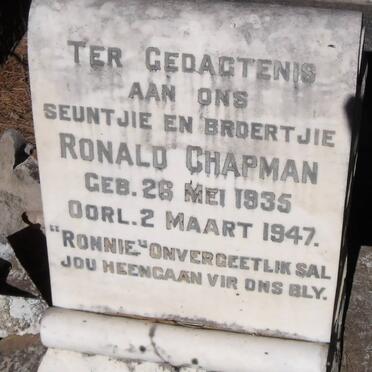 TER GEDAGTENIS
AAN ONS
SEUNTJIE EN BROERTJIE
RONALD CHAPMAN
GEB. 26 MEI 1935
OORL. 2 MAART 1947.
"RONNIE," ONVERGEETLIK SAL
JOU HEENGAAN VIR ONS BLY.